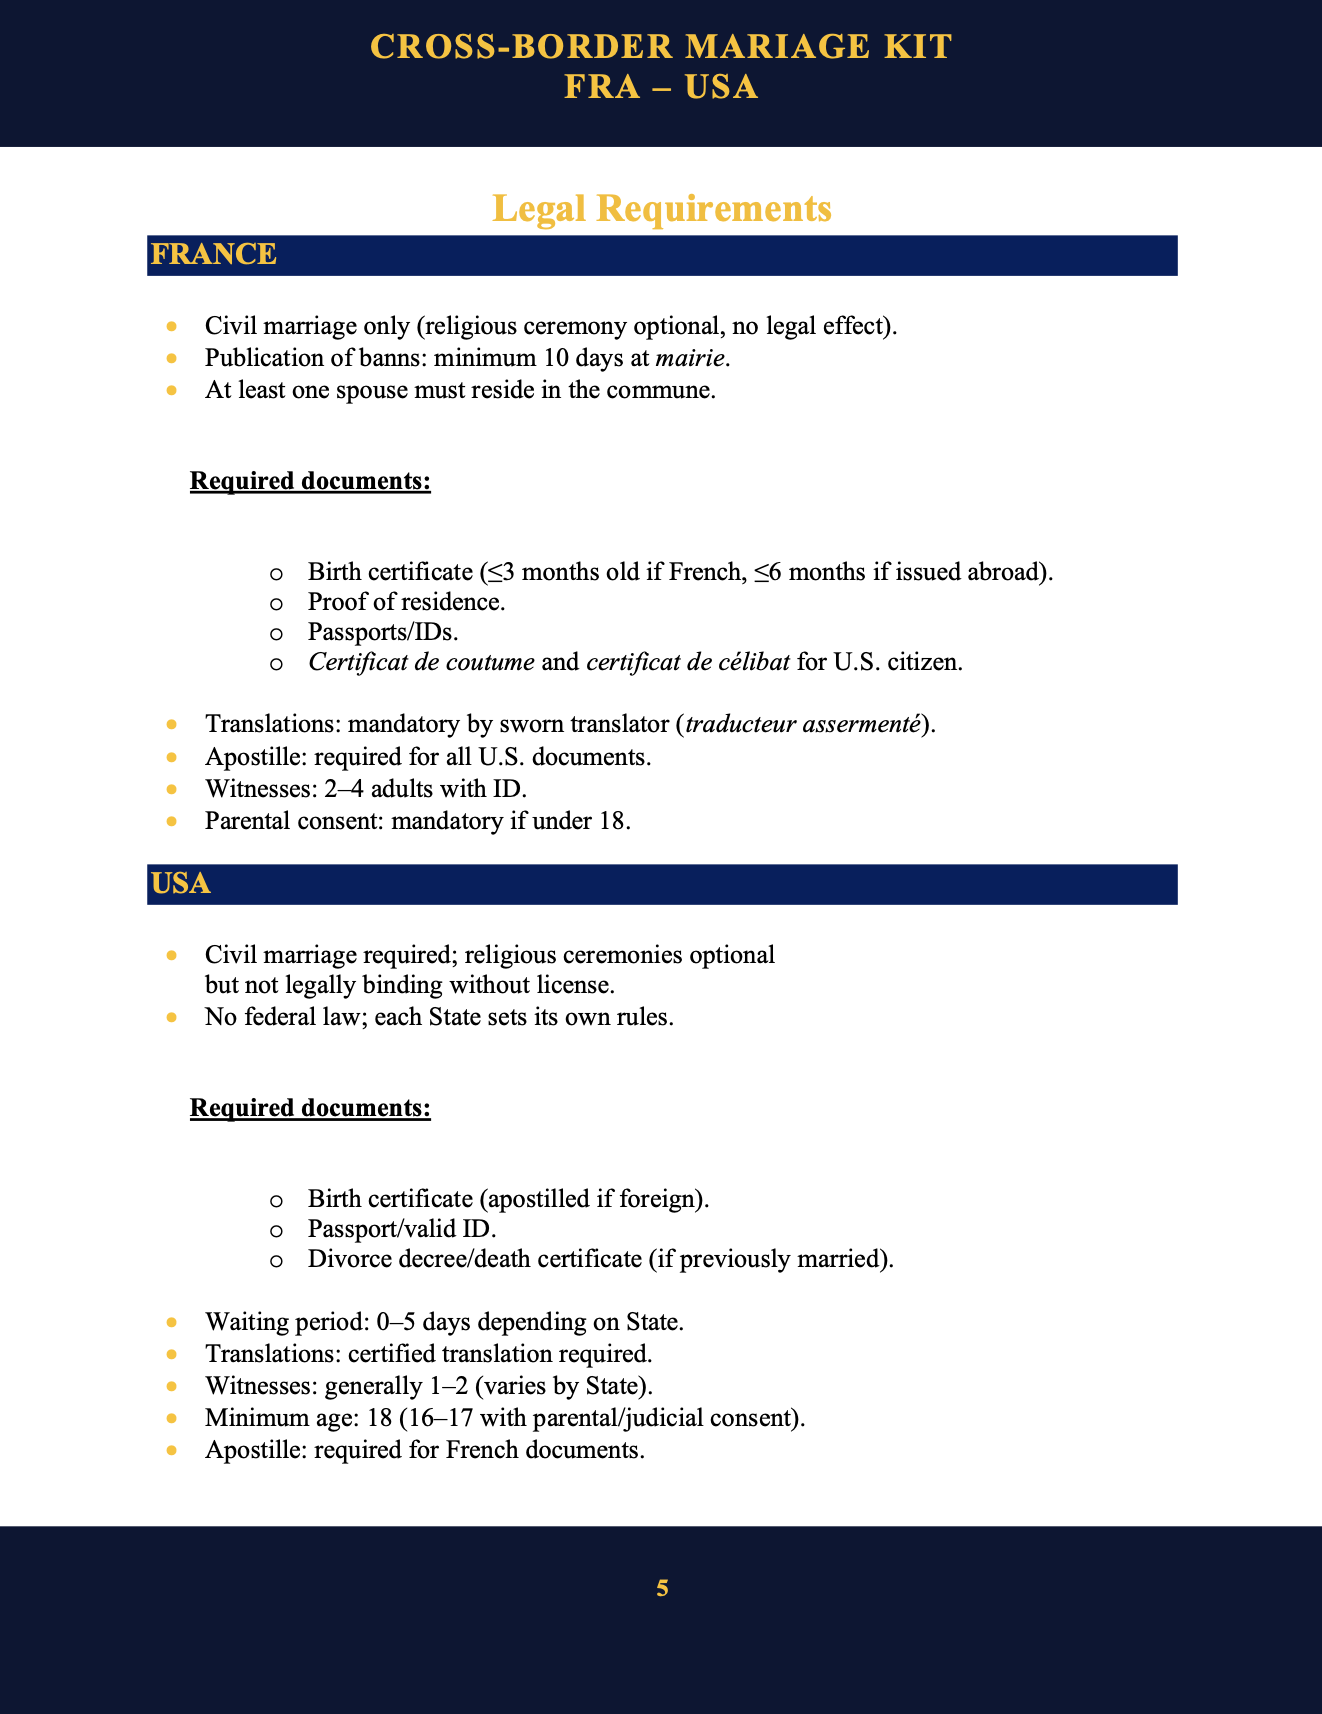 CROSS-BORDER MARIAGE KIT
FRA – USA
Legal Requirements
FRANCE
• Civil marriage only (religious ceremony optional, no legal effect).
• Publication of banns: minimum 10 days at mairie.
• At least one spouse must reside in the commune.
Required documents:
o Birth certificate (≤3 months old if French, ≤6 months if issued abroad).
o Proof of residence.
o Passports/IDs.
o Certificat de coutume and certificat de célibat for U.S. citizen.
• Translations: mandatory by sworn translator (traducteur assermenté).
• Apostille: required for all U.S. documents.
• Witnesses: 2–4 adults with ID.
• Parental consent: mandatory if under 18.
USA
• Civil marriage required; religious ceremonies optional
but not legally binding without license.
• No federal law; each State sets its own rules.
Required documents:
o Birth certificate (apostilled if foreign).
o Passport/valid ID.
o Divorce decree/death certificate (if previously married).
• Waiting period: 0–5 days depending on State.
• Translations: certified translation required.
• Witnesses: generally 1–2 (varies by State).
• Minimum age: 18 (16–17 with parental/judicial consent).
• Apostille: required for French documents.
5